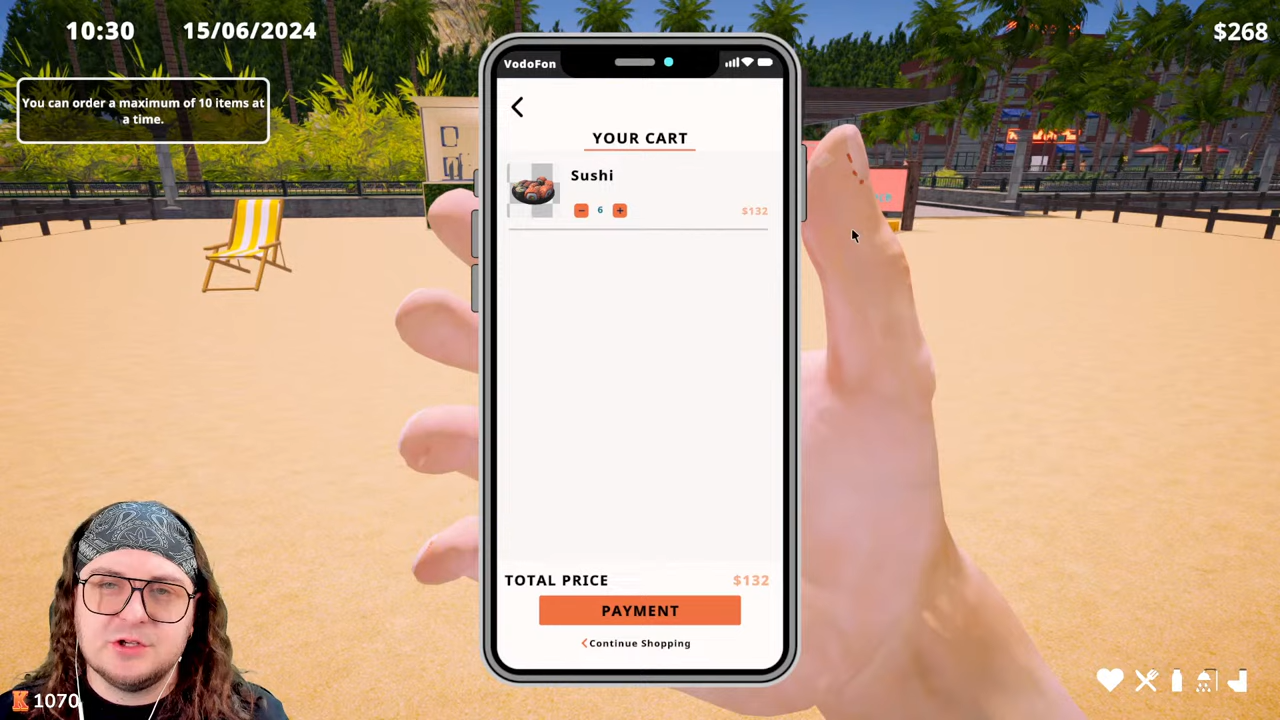 10:30 15/06/2024
$268
You can order a maximum of 10 items at
a time.
VodoFon
YOUR CART
Sushi
6
$132
TOTAL PRICE
$132
PAYMENT
Continue Shopping
K 1070